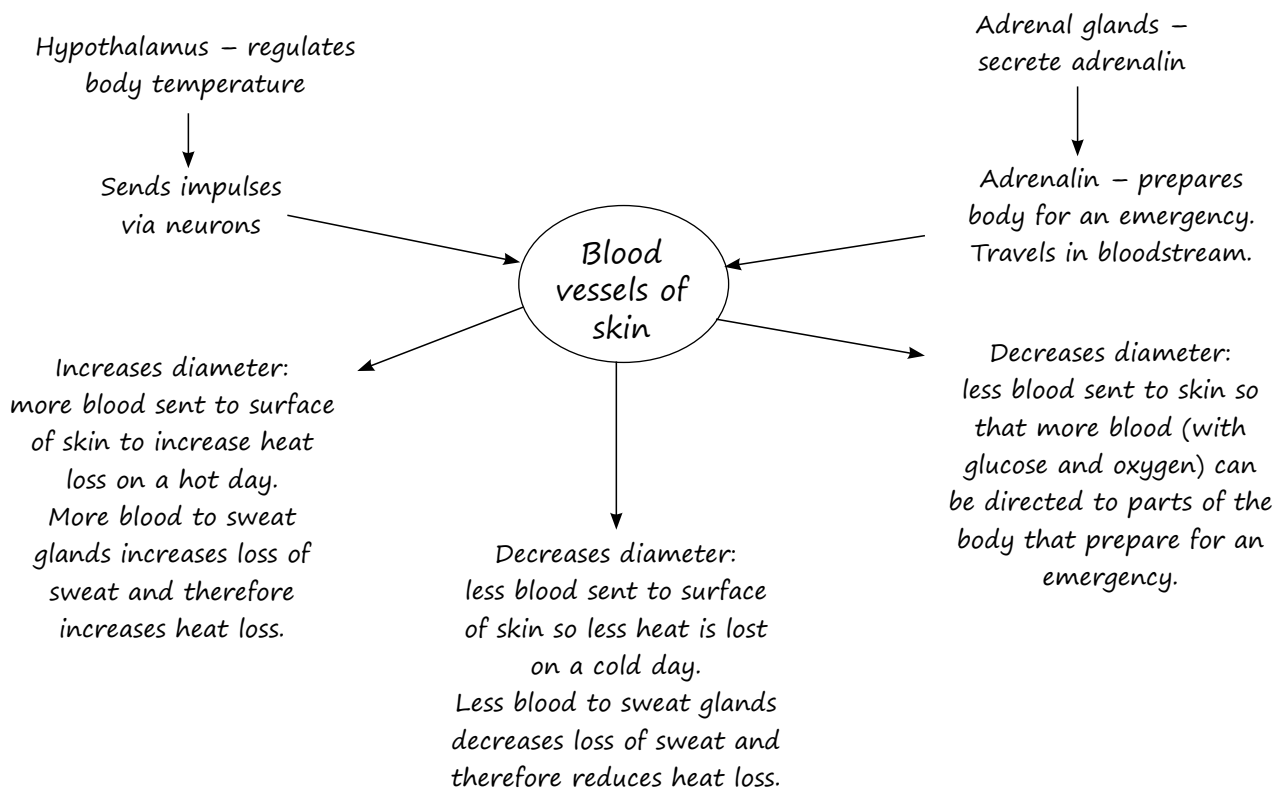 Hypothalamus – regulates
body temperature
Sends impulses
via neurons
Adrenal glands –
secrete adrenalin
Adrenalin – prepares
body for an emergency.
Travels in bloodstream.
Blood
vessels of
skin
Increases diameter:
more blood sent to surface
of skin to increase heat
loss on a hot day.
More blood to sweat
glands increases loss of
sweat and therefore
increases heat loss.
Decreases diameter:
less blood sent to surface
of skin so less heat is lost
on a cold day.
Less blood to sweat glands
decreases loss of sweat and
therefore reduces heat loss.
Decreases diameter:
less blood sent to skin so
that more blood (with
glucose and oxygen) can
be directed to parts of the
body that prepare for an
emergency.